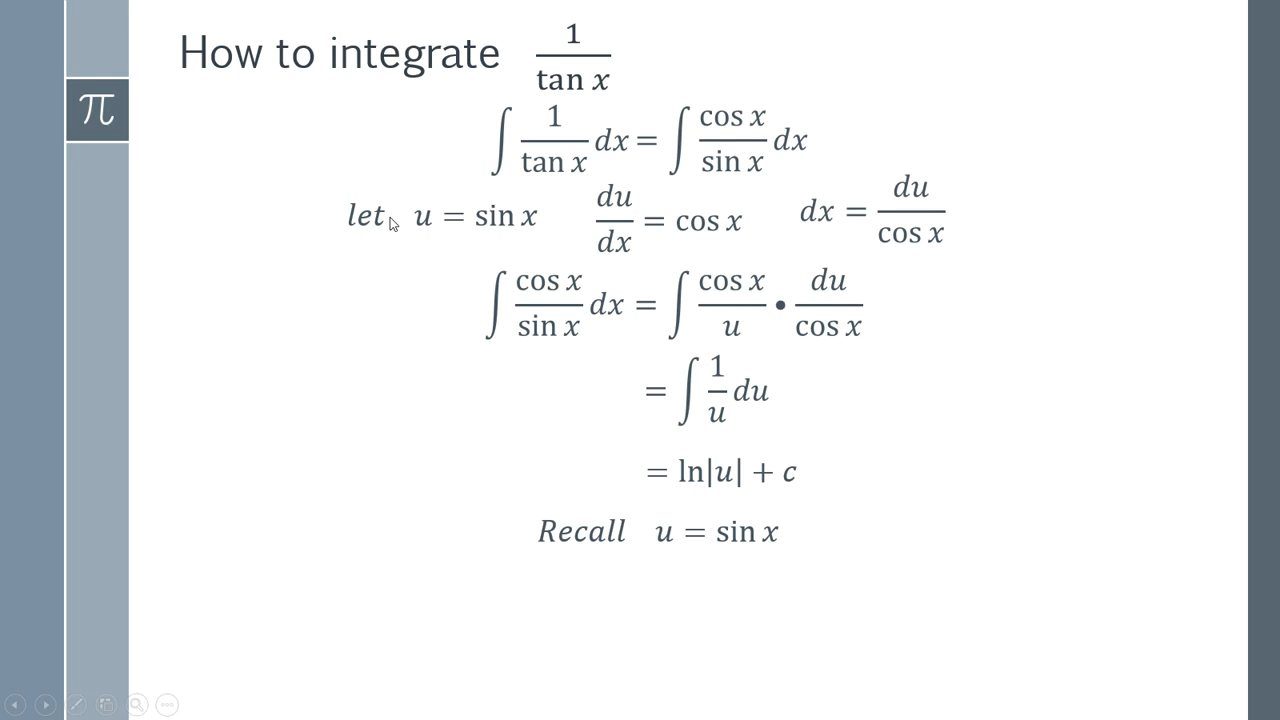 π
How to integrate 1/tan x
∫ 1/tan x dx = ∫ cos x/sin x dx
let u = sin x du/dx = cos x dx = du/cos x
∫ cos x/sin x dx = ∫ cos x/u • du/cos x
= ∫ 1/u du
= ln|u| + c
Recall u = sin x